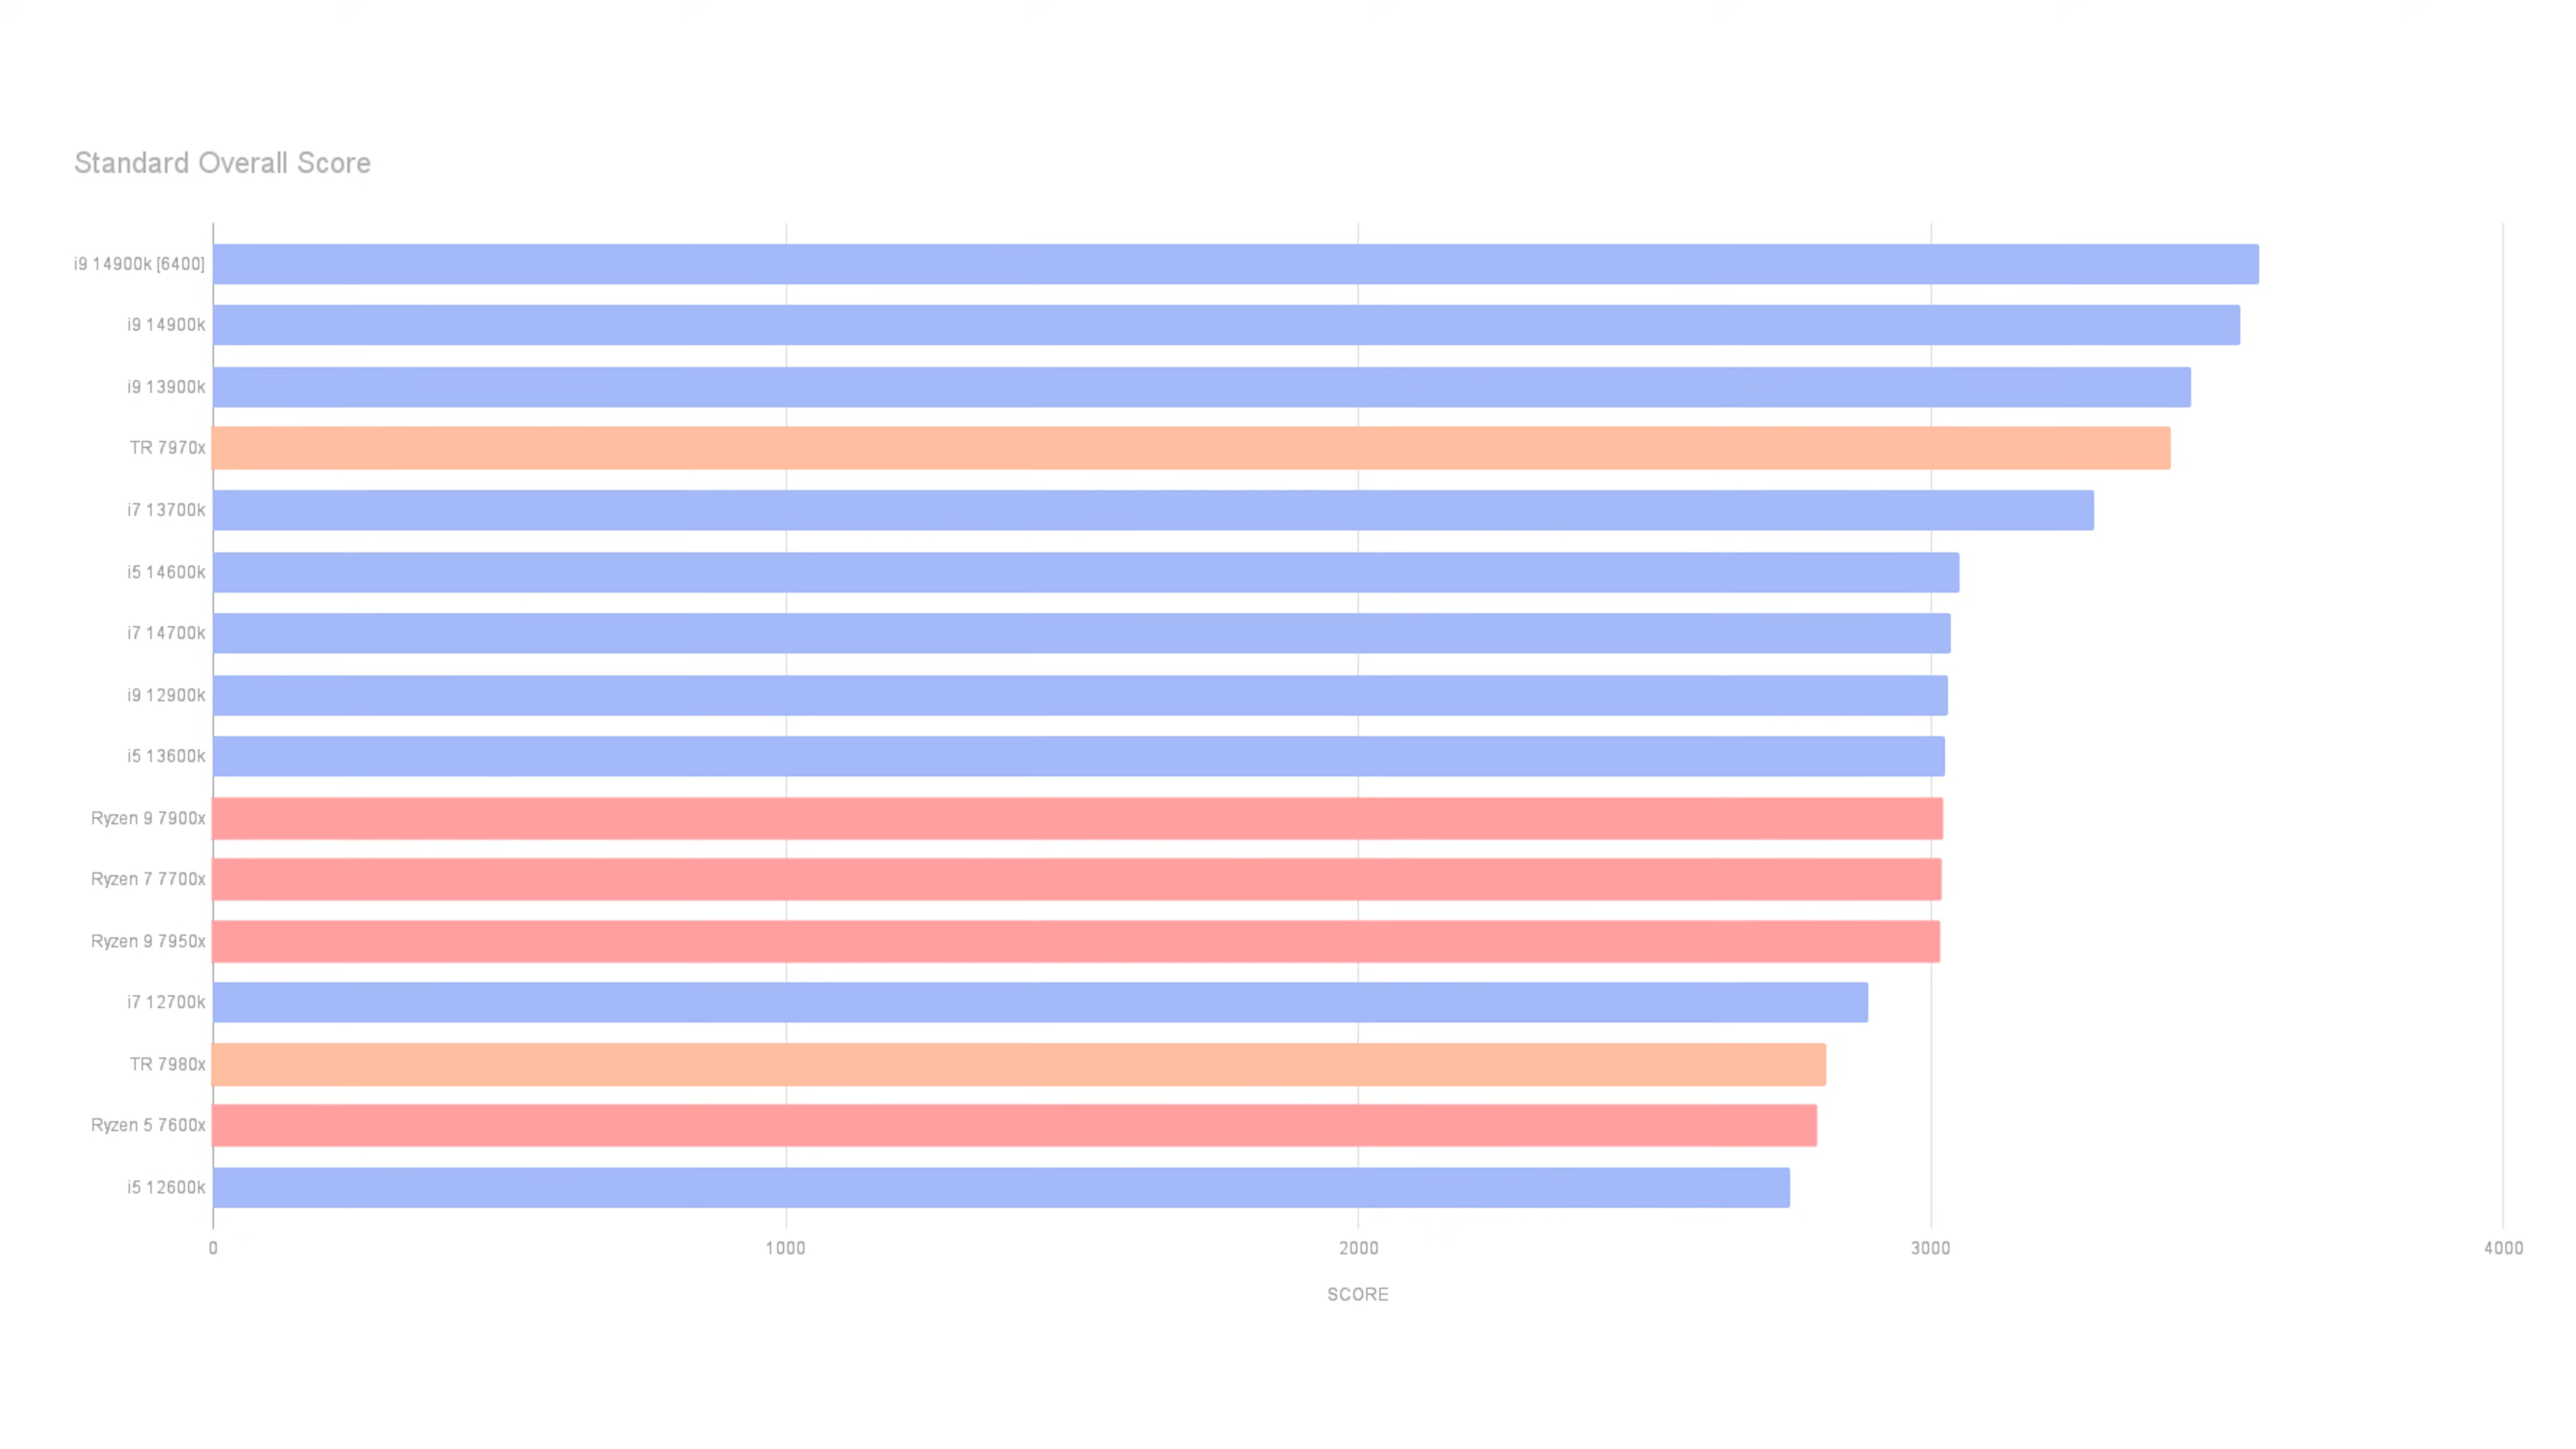 Standard Overall Score
i9 14900k [6400]
i9 14900k
i9 13900k
TR 7970x
i7 13700k
i5 14600k
i7 14700k
i9 12900k
i5 13600k
Ryzen 9 7900x
Ryzen 7 7700x
Ryzen 9 7950x
i7 12700k
TR 7980x
Ryzen 5 7600x
i5 12600k
0 1000 2000 3000 4000
SCORE